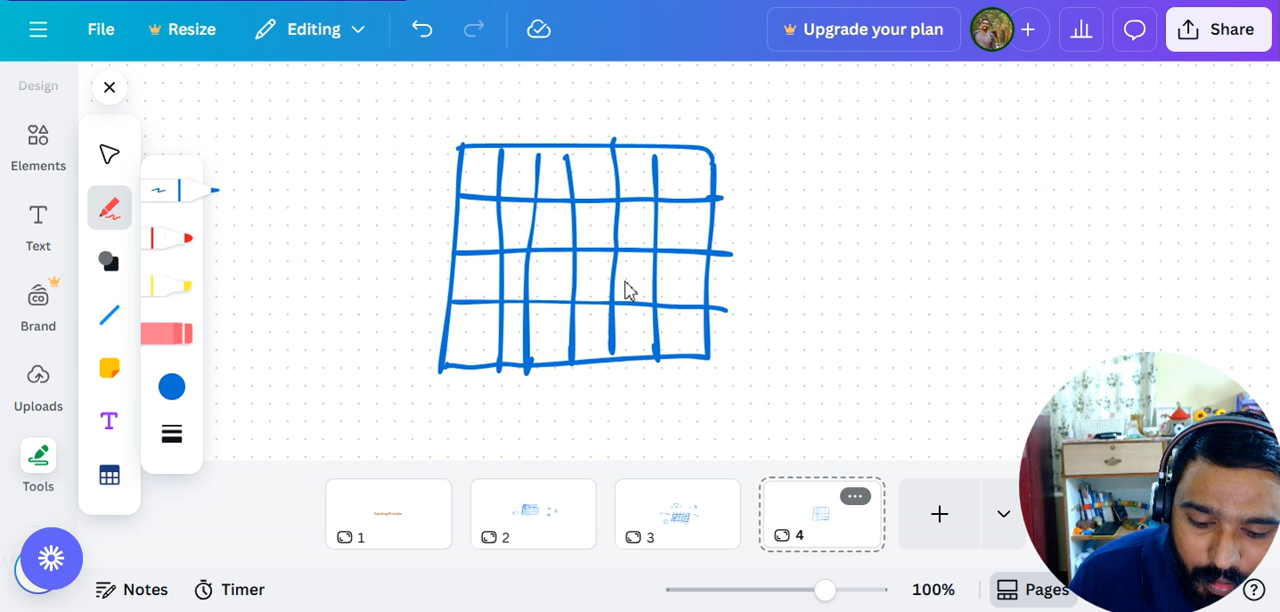 File
Resize
Editing
Upgrade your plan
Share
Design
Elements
Text
Brand
Uploads
Tools
1
2
3
4
Notes
Timer
100%
Pages